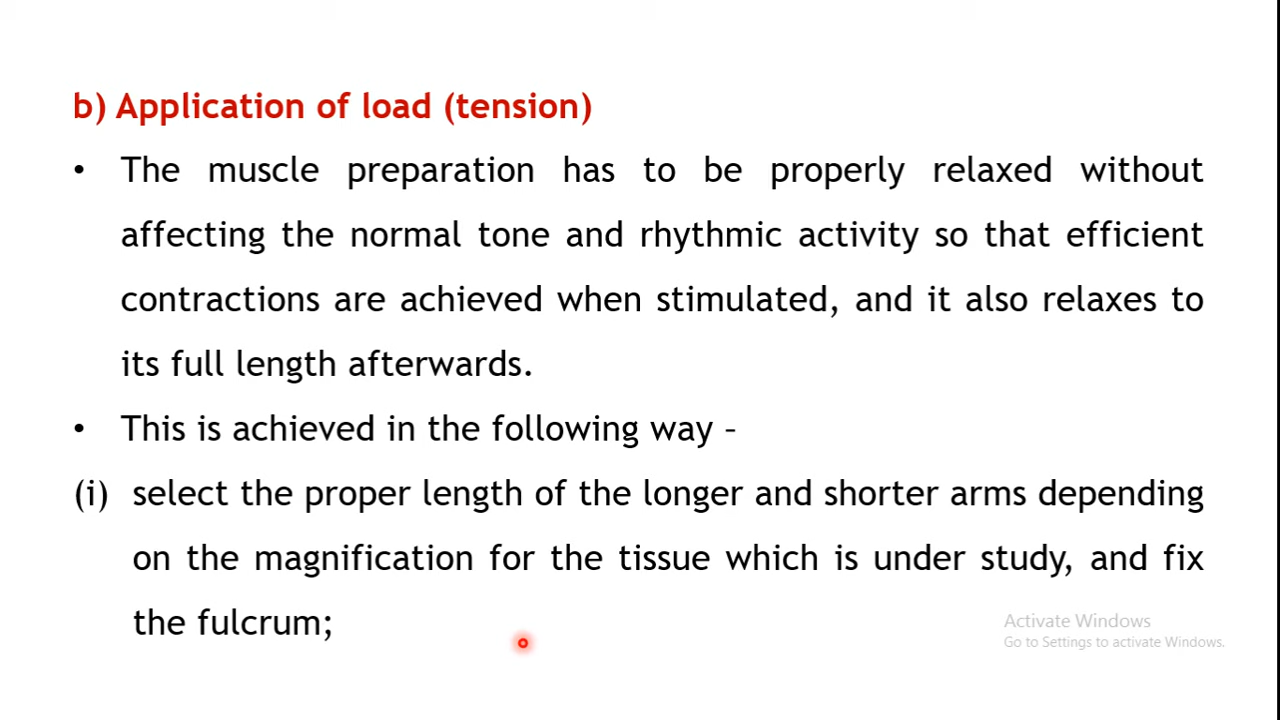 b) Application of load (tension)
• The muscle preparation has to be properly relaxed without
affecting the normal tone and rhythmic activity so that efficient
contractions are achieved when stimulated, and it also relaxes to
its full length afterwards.
• This is achieved in the following way –
(i) select the proper length of the longer and shorter arms depending
on the magnification for the tissue which is under study, and fix
the fulcrum;
Activate Windows
Go to Settings to activate Windows.